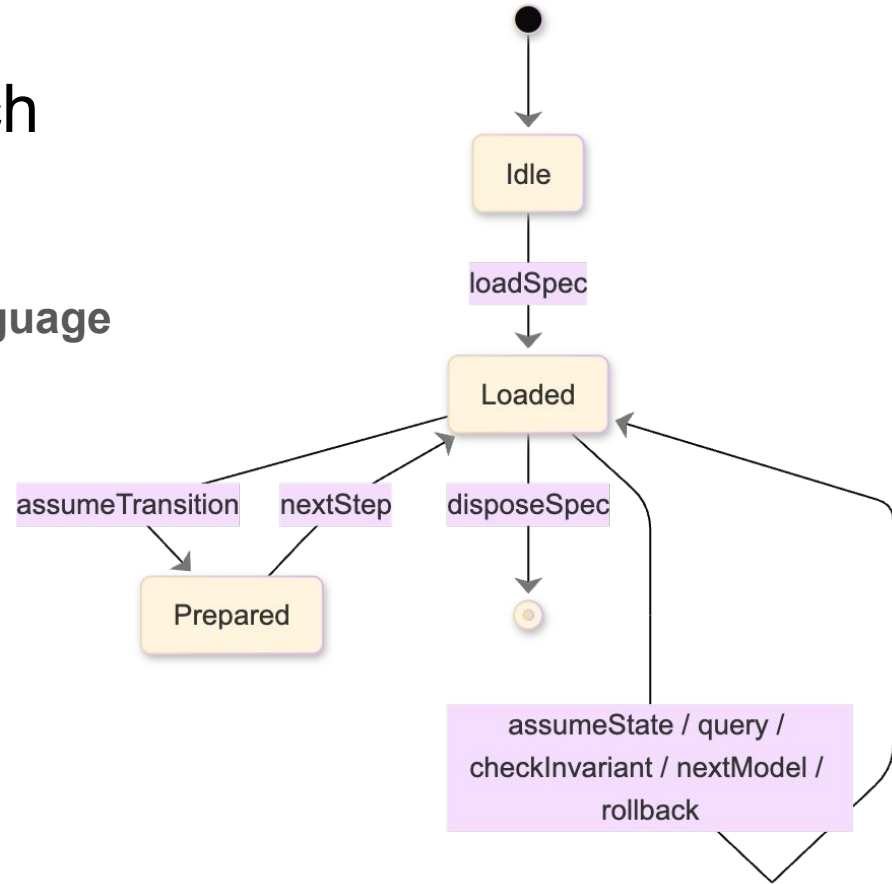 ch
Idle
loadSpec
guage
Loaded
assumeTransition
nextStep
disposeSpec
Prepared
assumeState / query /
checkInvariant / nextModel /
rollback